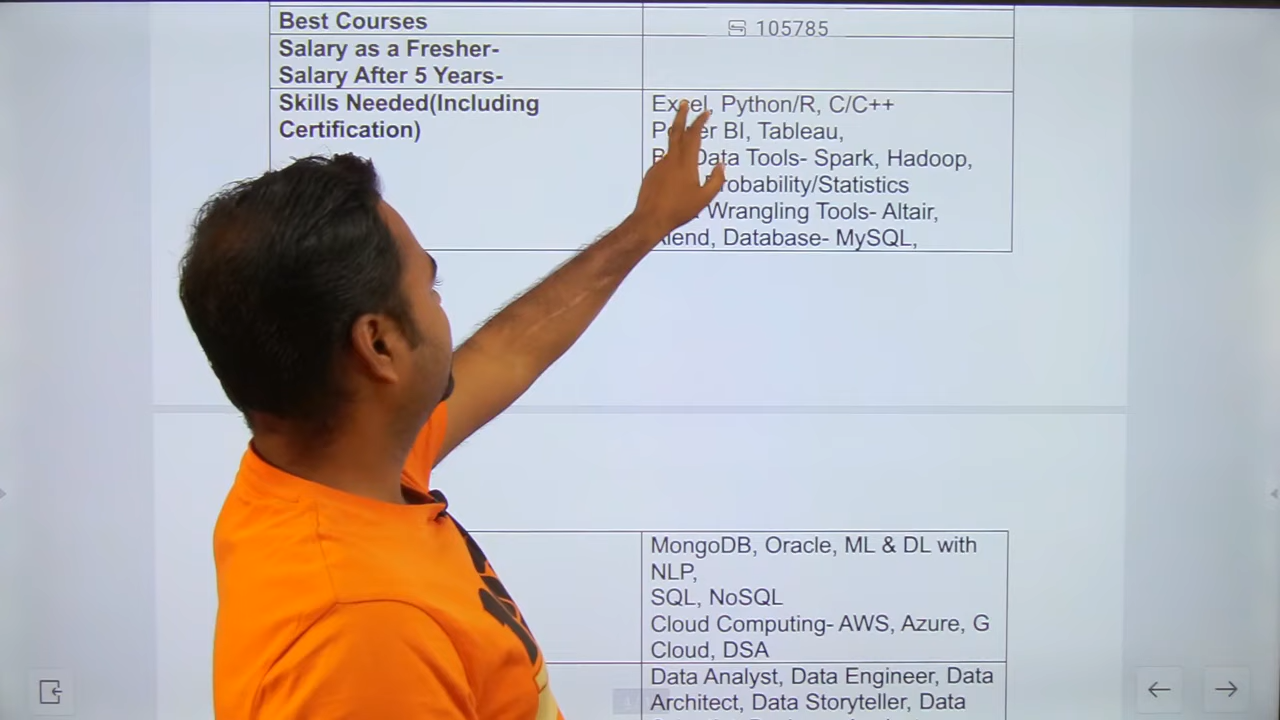 Best Courses
105785
Salary as a Fresher-
Salary After 5 Years-
Skills Needed(Including
Certification)
Excel, Python/R, C/C++
Power BI, Tableau,
Data Tools- Spark, Hadoop,
Probability/Statistics
Wrangling Tools- Altair,
Database- MySQL,
MongoDB, Oracle, ML & DL with
NLP,
SQL, NoSQL
Cloud Computing- AWS, Azure, G
Cloud, DSA
Data Analyst, Data Engineer, Data
Architect, Data Storyteller, Data